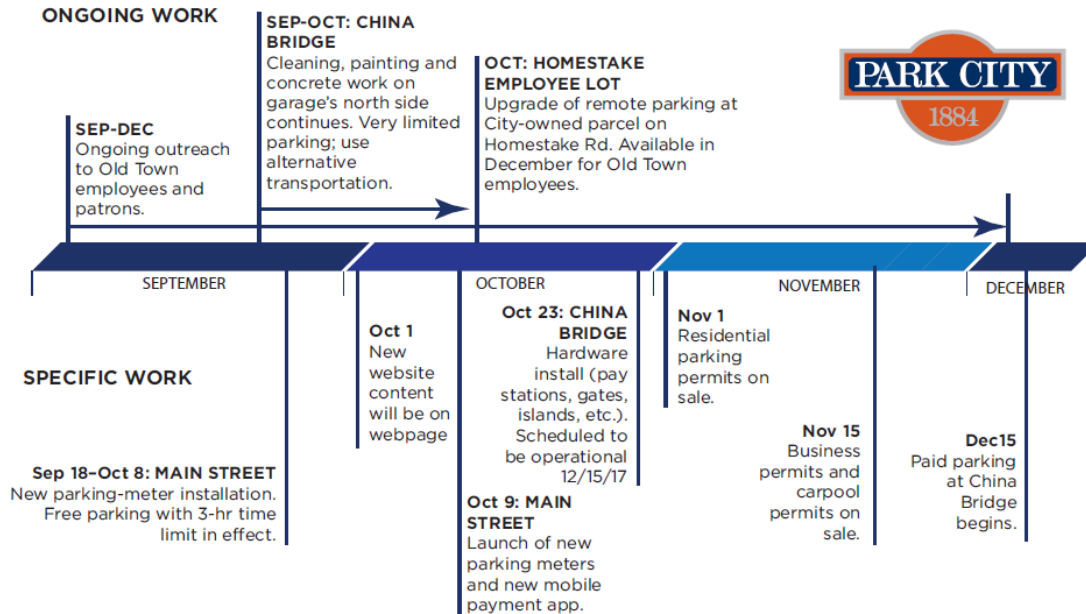 ONGOING WORK
SEP-DEC
Ongoing outreach
to Old Town
employees and
patrons.
SEP-OCT: CHINA
BRIDGE
Cleaning, painting and
concrete work on
garage's north side
continues. Very limited
parking; use
alternative
transportation.
OCT: HOMESTAKE
EMPLOYEE LOT
Upgrade of remote parking at
City-owned parcel on
Homestake Rd. Available in
December for Old Town
employees.
PARK CITY
1884
SEPTEMBER
OCTOBER
NOVEMBER
DECEMBER
SPECIFIC WORK
Sep 18–Oct 8: MAIN STREET
New parking-meter installation.
Free parking with 3-hr time
limit in effect.
Oct 1
New
website
content
will be on
webpage
Oct 9: MAIN
STREET
Launch of new
parking meters
and new mobile
payment app.
Oct 23: CHINA
BRIDGE
Hardware
install (pay
stations, gates,
islands, etc.).
Scheduled to
be operational
12/15/17
Nov 1
Residential
parking
permits on
sale.
Nov 15
Business
permits and
carpool
permits on
sale.
Dec15
Paid parking
at China
Bridge
begins.